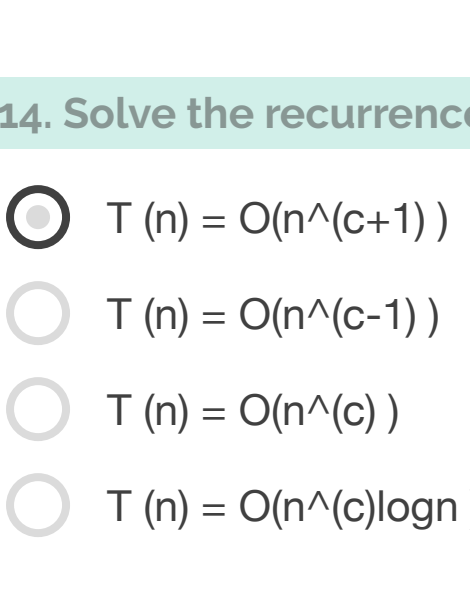 14. Solve the recurrenc
T (n) = O(n^(c+1) )
T (n) = O(n^(c-1) )
T (n) = O(n^(c) )
T (n) = O(n^(c)logn